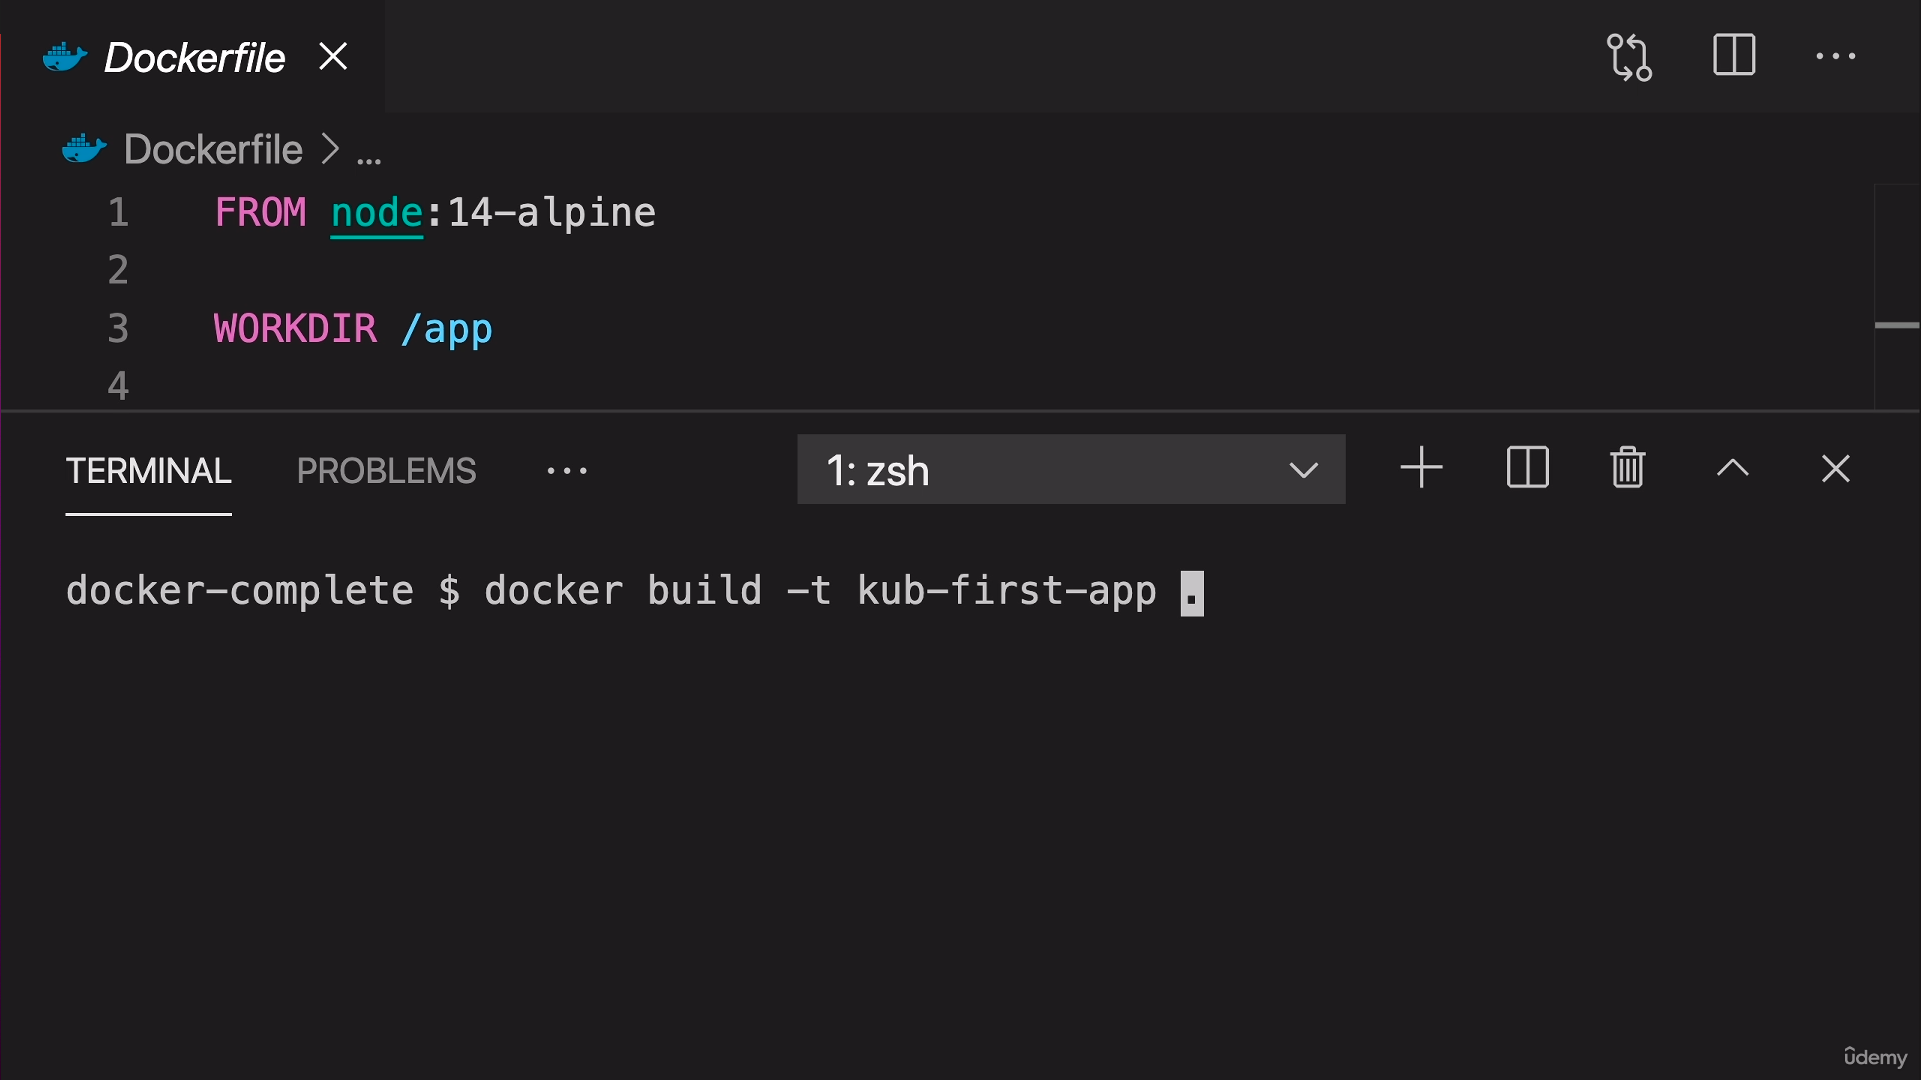 Dockerfile
Dockerfile > ...
1 FROM node:14-alpine
2
3 WORKDIR /app
4
TERMINAL PROBLEMS ... 1: zsh
docker-complete $ docker build -t kub-first-app .
ûdemy